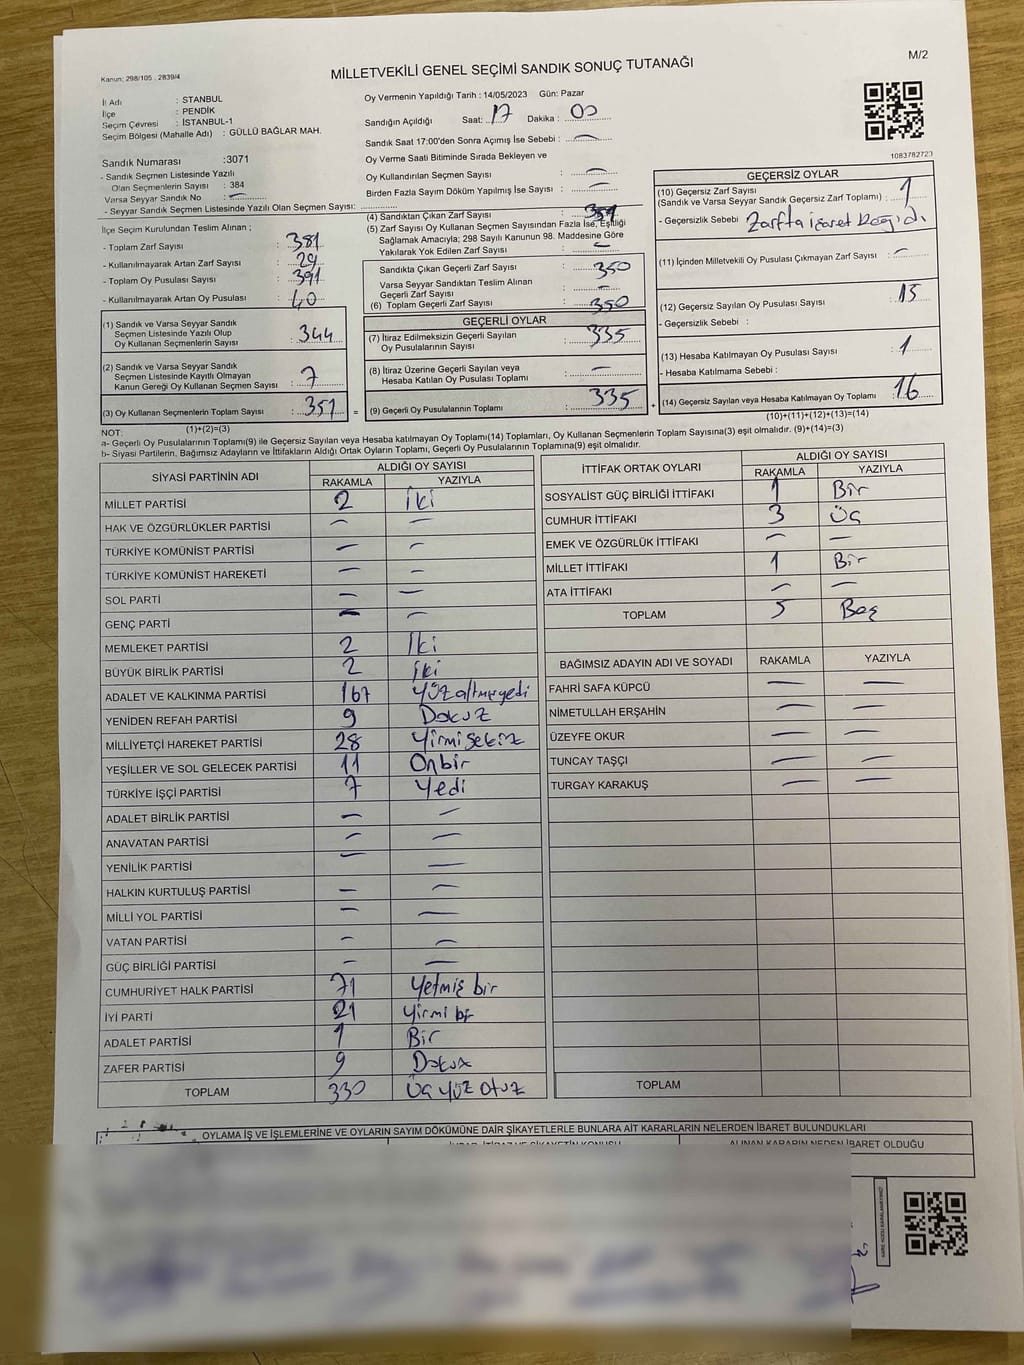 M/2
Kanun: 298/105 , 2839/4
MİLLETVEKİLİ GENEL SEÇİMİ SANDIK SONUÇ TUTANAĞI
İl Adı : STANBUL
İlçe : PENDİK
Seçim Çevresi : İSTANBUL-1
Seçim Bölgesi (Mahalle Adı) : GÜLLÜ BAĞLAR MAH.
Sandık Numarası :3071
- Sandık Seçmen Listesinde Yazılı
Olan Seçmenlerin Sayısı : 384
Varsa Seyyar Sandık No : —
- Seyyar Sandık Seçmen Listesinde Yazılı Olan Seçmen Sayısı: ..............
Oy Vermenin Yapıldığı Tarih : 14/05/2023 Gün: Pazar
Sandığın Açıldığı Saat: 17 Dakika : 00
Sandık Saat 17:00'den Sonra Açımış İse Sebebi : —
Oy Verme Saati Bitiminde Sırada Bekleyen ve
Oy Kullandırılan Seçmen Sayısı : —
Birden Fazla Sayım Döküm Yapılmış İse Sayısı : —
1083782723
İlçe Seçim Kurulundan Teslim Alınan ;
- Toplam Zarf Sayısı : 381
- Kullanılmayarak Artan Zarf Sayısı : 29
- Toplam Oy Pusulası Sayısı : 391
- Kullanılmayarak Artan Oy Pusulası : 40
(1) Sandık ve Varsa Seyyar Sandık
Seçmen Listesinde Yazılı Olup
Oy Kullanan Seçmenlerin Sayısı : 344
(2) Sandık ve Varsa Seyyar Sandık
Seçmen Listesinde Kayıtlı Olmayan
Kanun Gereği Oy Kullanan Seçmen Sayısı : 7
(3) Oy Kullanan Seçmenlerin Toplam Sayısı : 351 =
(1)+(2)=(3)
(4) Sandıktan Çıkan Zarf Sayısı : 351
(5) Zarf Sayısı Oy Kullanan Seçmen Sayısından Fazla İse, Eşitliği
Sağlamak Amacıyla; 298 Sayılı Kanunun 98. Maddesine Göre
Yakılarak Yok Edilen Zarf Sayısı : —
Sandıkta Çıkan Geçerli Zarf Sayısı : 350
Varsa Seyyar Sandıktan Teslim Alınan
Geçerli Zarf Sayısı : —
(6) Toplam Geçerli Zarf Sayısı : 350
GEÇERLİ OYLAR
(7) İtiraz Edilmeksizin Geçerli Sayılan
Oy Pusulalarının Sayısı : 335
(8) İtiraz Üzerine Geçerli Sayılan veya
Hesaba Katılan Oy Pusulası Toplamı : —
(9) Geçerli Oy Pusulalarının Toplamı : 335 +
GEÇERSİZ OYLAR
(10) Geçersiz Zarf Sayısı
(Sandık ve Varsa Seyyar Sandık Geçersiz Zarf Toplamı) : 1
- Geçersizlik Sebebi : Zarfta işaret kağıdı
(11) İçinden Milletvekili Oy Pusulası Çıkmayan Zarf Sayısı : —
(12) Geçersiz Sayılan Oy Pusulası Sayısı : 15
- Geçersizlik Sebebi :
(13) Hesaba Katılmayan Oy Pusulası Sayısı : 1
- Hesaba Katılmama Sebebi :
(14) Geçersiz Sayılan veya Hesaba Katılmayan Oy Toplamı : 16
(10)+(11)+(12)+(13)=(14)
NOT:
a- Geçerli Oy Pusulalarının Toplamı(9) ile Geçersiz Sayılan veya Hesaba katılmayan Oy Toplamı(14) Toplamları, Oy Kullanan Seçmenlerin Toplam Sayısına(3) eşit olmalıdır. (9)+(14)=(3)
b- Siyasi Partilerin, Bağımsız Adayların ve İttifakların Aldığı Ortak Oyların Toplamı, Geçerli Oy Pusulalarının Toplamına(9) eşit olmalıdır.
SİYASİ PARTİNİN ADI ALDIĞI OY SAYISI
RAKAMLA YAZIYLA
MİLLET PARTİSİ 2 İki
HAK VE ÖZGÜRLÜKLER PARTİSİ — —
TÜRKİYE KOMÜNİST PARTİSİ — —
TÜRKİYE KOMÜNİST HAREKETİ — —
SOL PARTİ — —
GENÇ PARTİ — —
MEMLEKET PARTİSİ 2 İki
BÜYÜK BİRLİK PARTİSİ 2 İki
ADALET VE KALKINMA PARTİSİ 167 Yüzaltmışyedi
YENİDEN REFAH PARTİSİ 9 Dokuz
MİLLİYETÇİ HAREKET PARTİSİ 28 Yirmi sekiz
YEŞİLLER VE SOL GELECEK PARTİSİ 11 Onbir
TÜRKİYE İŞÇİ PARTİSİ 7 Yedi
ADALET BİRLİK PARTİSİ — —
ANAVATAN PARTİSİ — —
YENİLİK PARTİSİ — —
HALKIN KURTULUŞ PARTİSİ — —
MİLLİ YOL PARTİSİ — —
VATAN PARTİSİ — —
GÜÇ BİRLİĞİ PARTİSİ — —
CUMHURİYET HALK PARTİSİ 71 Yetmiş bir
İYİ PARTİ 21 Yirmi bir
ADALET PARTİSİ 1 Bir
ZAFER PARTİSİ 9 Dokuz
TOPLAM 330 Üç yüz otuz
İTTİFAK ORTAK OYLARI ALDIĞI OY SAYISI
RAKAMLA YAZIYLA
SOSYALİST GÜÇ BİRLİĞİ İTTİFAKI 1 Bir
CUMHUR İTTİFAKI 3 Üç
EMEK VE ÖZGÜRLÜK İTTİFAKI — —
MİLLET İTTİFAKI 1 Bir
ATA İTTİFAKI — —
TOPLAM 5 Beş
BAĞIMSIZ ADAYIN ADI VE SOYADI RAKAMLA YAZIYLA
FAHRİ SAFA KÜPCÜ — —
NİMETULLAH ERŞAHİN — —
ÜZEYFE OKUR — —
TUNCAY TAŞÇI — —
TURGAY KARAKUŞ — —
TOPLAM
OYLAMA İŞ VE İŞLEMLERİNE VE OYLARIN SAYIM DÖKÜMÜNE DAİR ŞİKAYETLERLE BUNLARA AİT KARARLARIN NELERDEN İBARET BULUNDUKLARI
ALINAN KARARIN NEDEN İBARET OLDUĞU